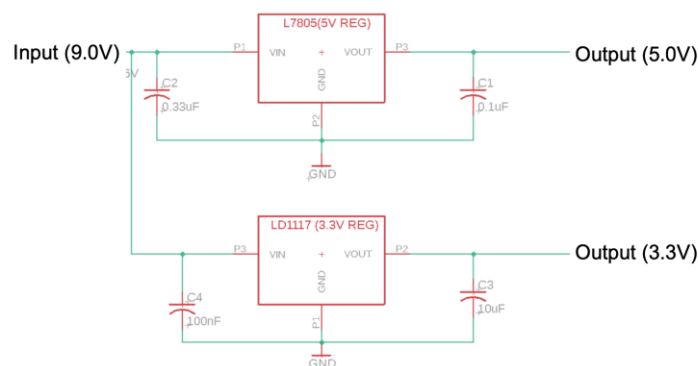 L7805(5V REG)
Input (9.0V)
P1
VIN
+
VOUT
P3
Output (5.0V)
GND
C2
0.33uF
P2
C1
0.1uF
GND
LD1117 (3.3V REG)
P3
VIN
+
VOUT
P2
Output (3.3V)
GND
C4
100nF
P1
C3
10uF
GND